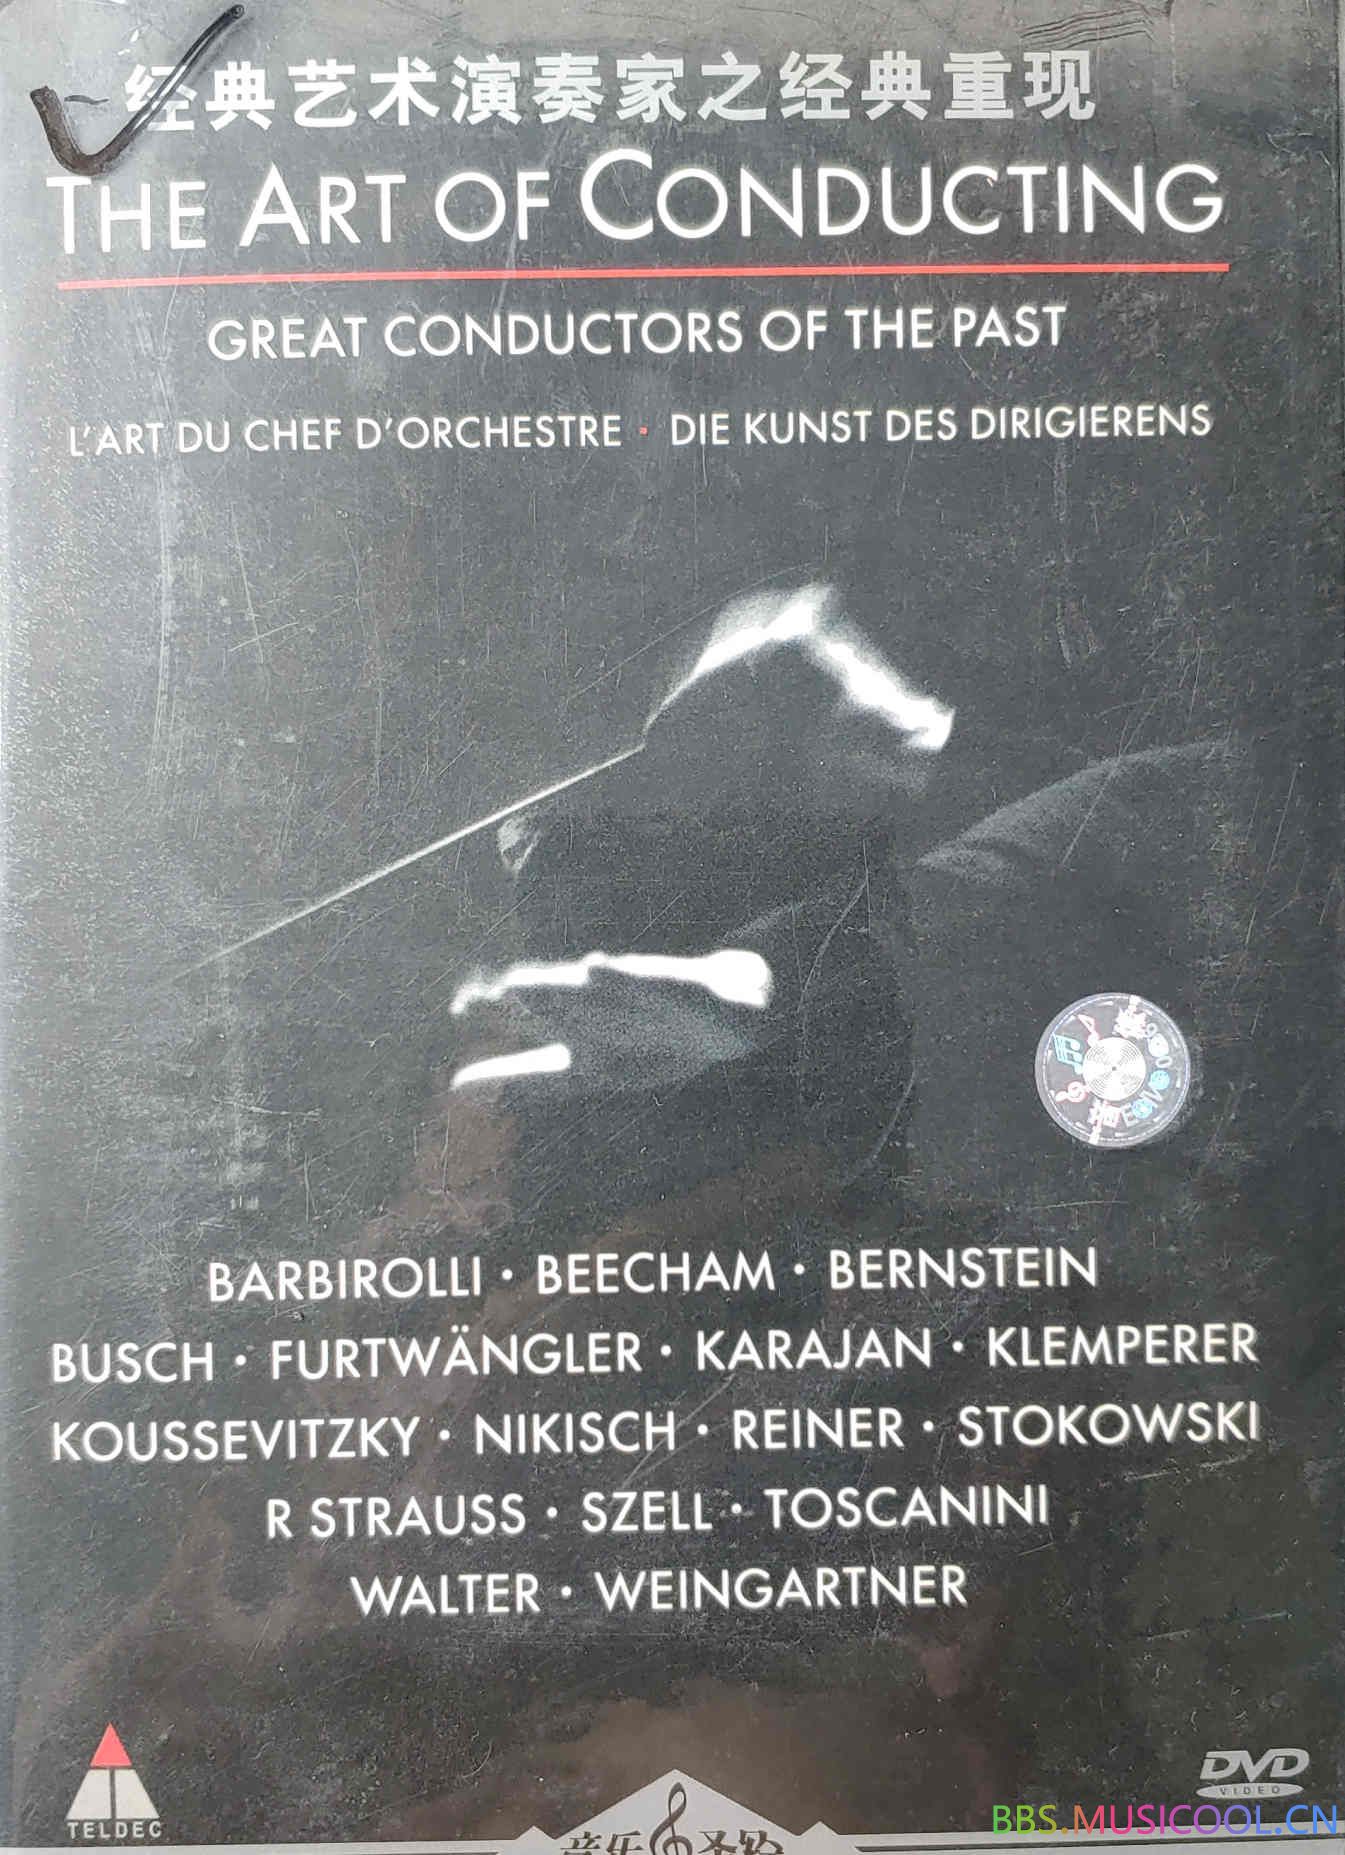 经典艺术演奏家之经典重现
THE ART OF CONDUCTING
GREAT CONDUCTORS OF THE PAST
L'ART DU CHEF D'ORCHESTRE · DIE KUNST DES DIRIGIERENS
BARBIROLLI · BEECHAM · BERNSTEIN
BUSCH · FURTWÄNGLER · KARAJAN · KLEMPERER
KOUSSEVITZKY · NIKISCH · REINER · STOKOWSKI
R STRAUSS · SZELL · TOSCANINI
WALTER · WEINGARTNER
TELDEC
DVD
VIDEO
BBS.MUSICOOL.CN
音乐